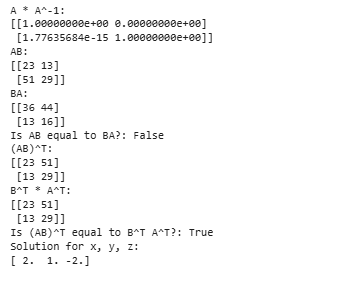 A * A^-1:
[[1.00000000e+00 0.00000000e+00]
 [1.77635684e-15 1.00000000e+00]]
AB:
[[23 13]
 [51 29]]
BA:
[[36 44]
 [13 16]]
Is AB equal to BA?: False
(AB)^T:
[[23 51]
 [13 29]]
B^T * A^T:
[[23 51]
 [13 29]]
Is (AB)^T equal to B^T A^T?: True
Solution for x, y, z:
[ 2.  1. -2.]